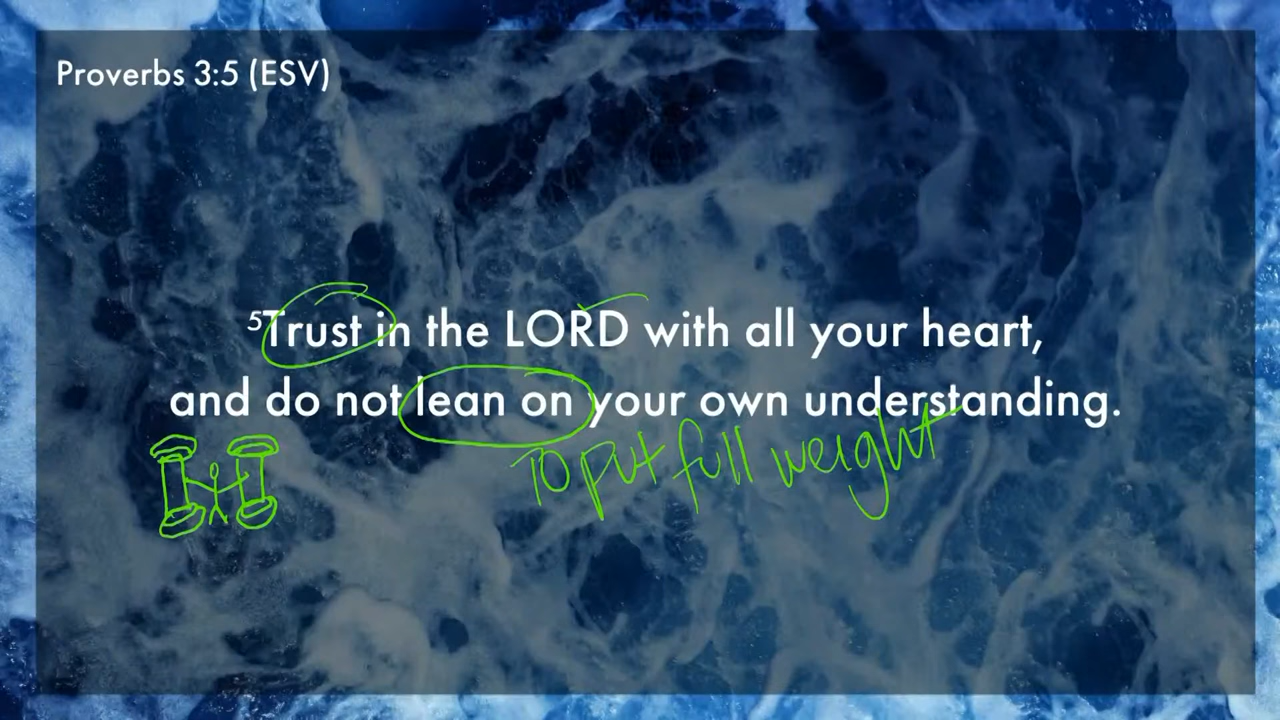 Proverbs 3:5 (ESV)
⁵Trust in the LORD with all your heart,
and do not lean on your own understanding.
To put full weight